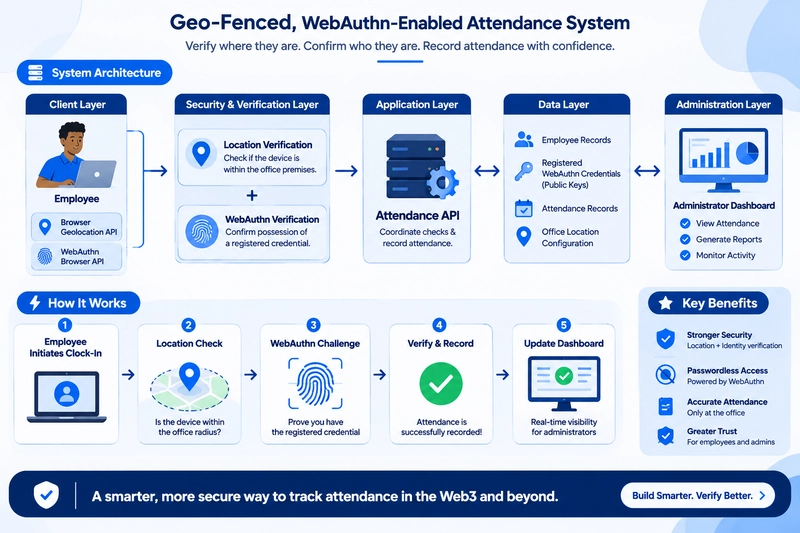 Geo-Fenced, WebAuthn-Enabled Attendance System
Verify where they are. Confirm who they are. Record attendance with confidence.
System Architecture
Client Layer
Employee
Browser
Geolocation API
WebAuthn
Browser API
Security & Verification Layer
Location Verification
Check if the device is
within the office premises.
+
WebAuthn Verification
Confirm possession of
a registered credential.
Application Layer
Attendance API
Coordinate checks &
record attendance.
Data Layer
Employee Records
Registered
WebAuthn Credentials
(Public Keys)
Attendance Records
Office Location
Configuration
Administration Layer
Administrator Dashboard
View Attendance
Generate Reports
Monitor Activity
How It Works
1
Employee
Initiates Clock-In
2
Location Check
Is the device within
the office radius?
3
WebAuthn Challenge
Prove you have
the registered credential
4
Verify & Record
Attendance is
successfully recorded!
5
Update Dashboard
Real-time visibility
for administrators
Key Benefits
Stronger Security
Location + Identity verification
Passwordless Access
Powered by WebAuthn
Accurate Attendance
Only at the office
Greater Trust
For employees and admins
A smarter, more secure way to track attendance in the Web3 and beyond.
Build Smarter. Verify Better.